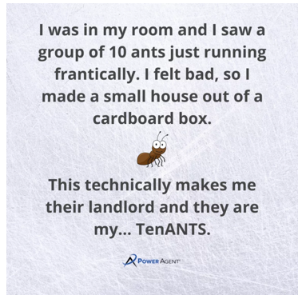 I was in my room and I saw a
group of 10 ants just running
frantically. I felt bad, so I
made a small house out of a
cardboard box.
This technically makes me
their landlord and they are
my... TenANTS.
POWER AGENT